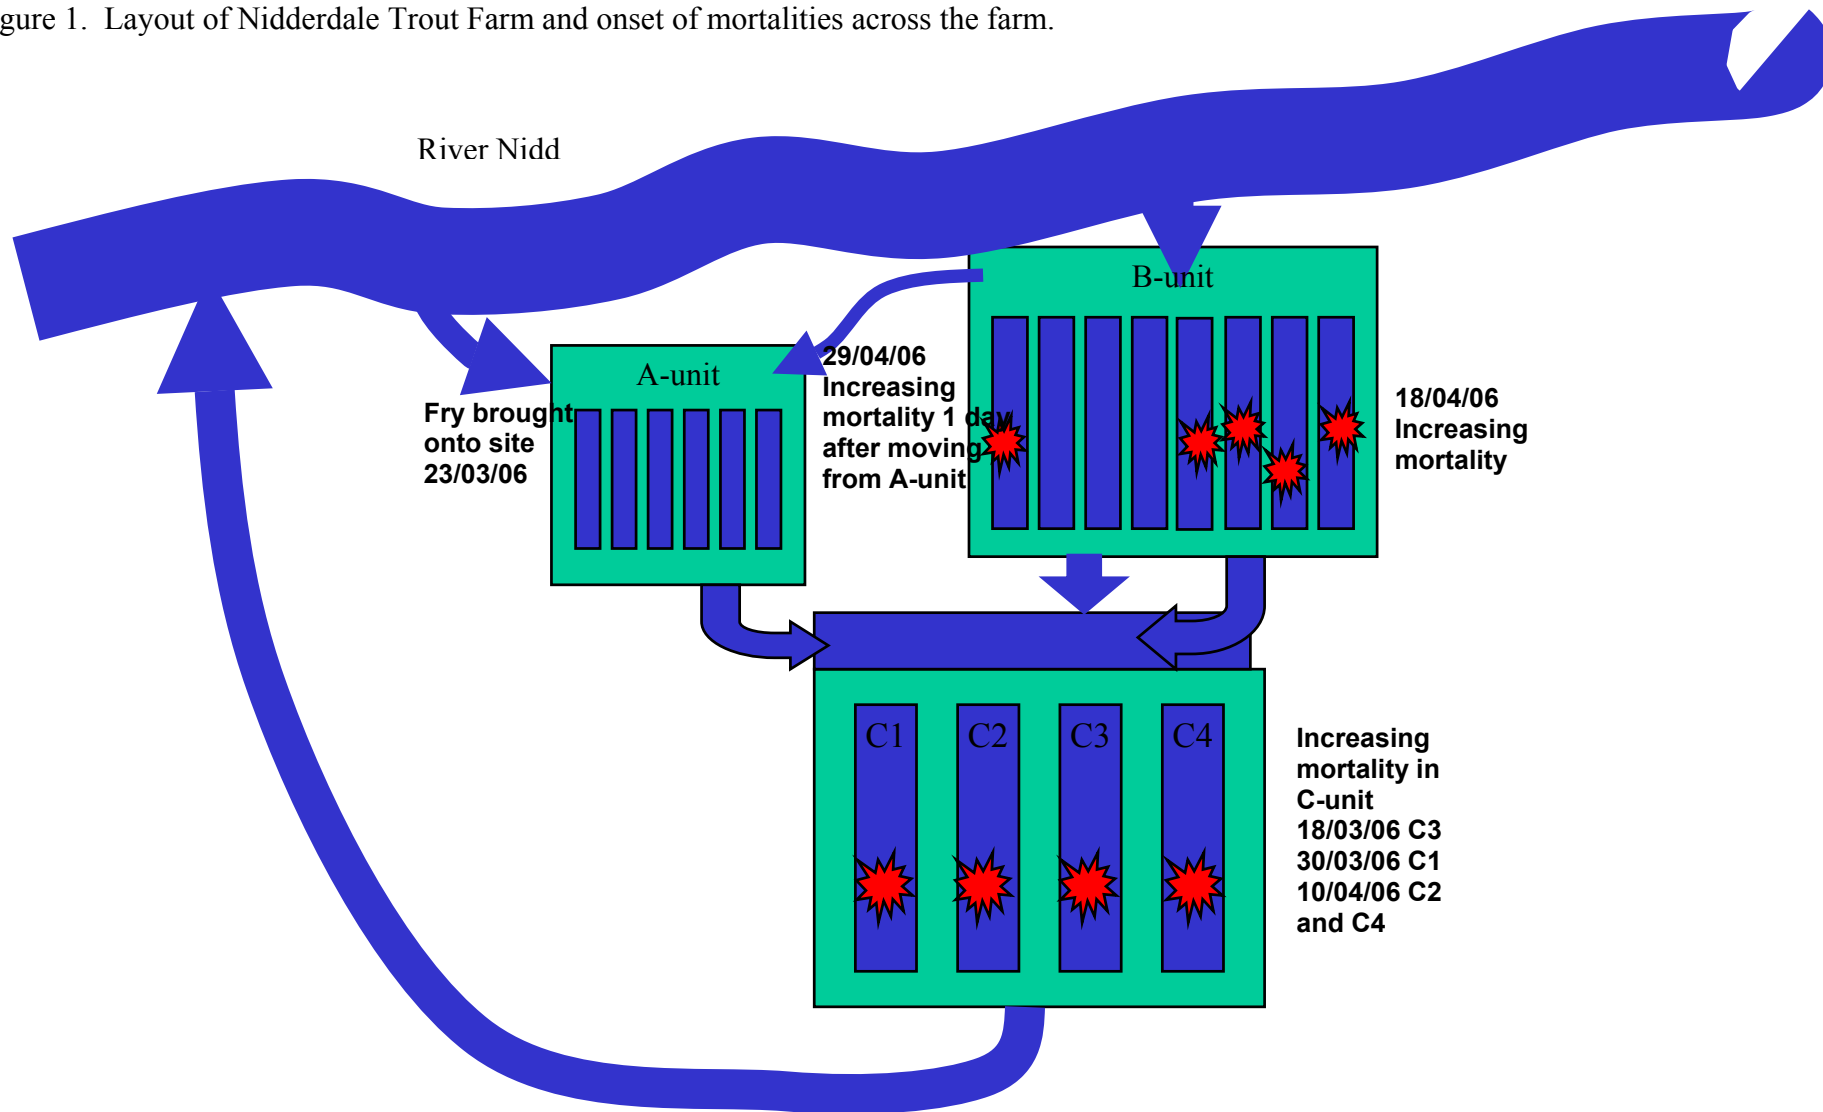 gure 1. Layout of Nidderdale Trout Farm and onset of mortalities across the farm.
River Nidd
B-unit
A-unit
Fry brought
onto site
23/03/06
29/04/06
Increasing
mortality 1 day
after moving
from A-unit
18/04/06
Increasing
mortality
C1
C2
C3
C4
Increasing
mortality in
C-unit
18/03/06 C3
30/03/06 C1
10/04/06 C2
and C4